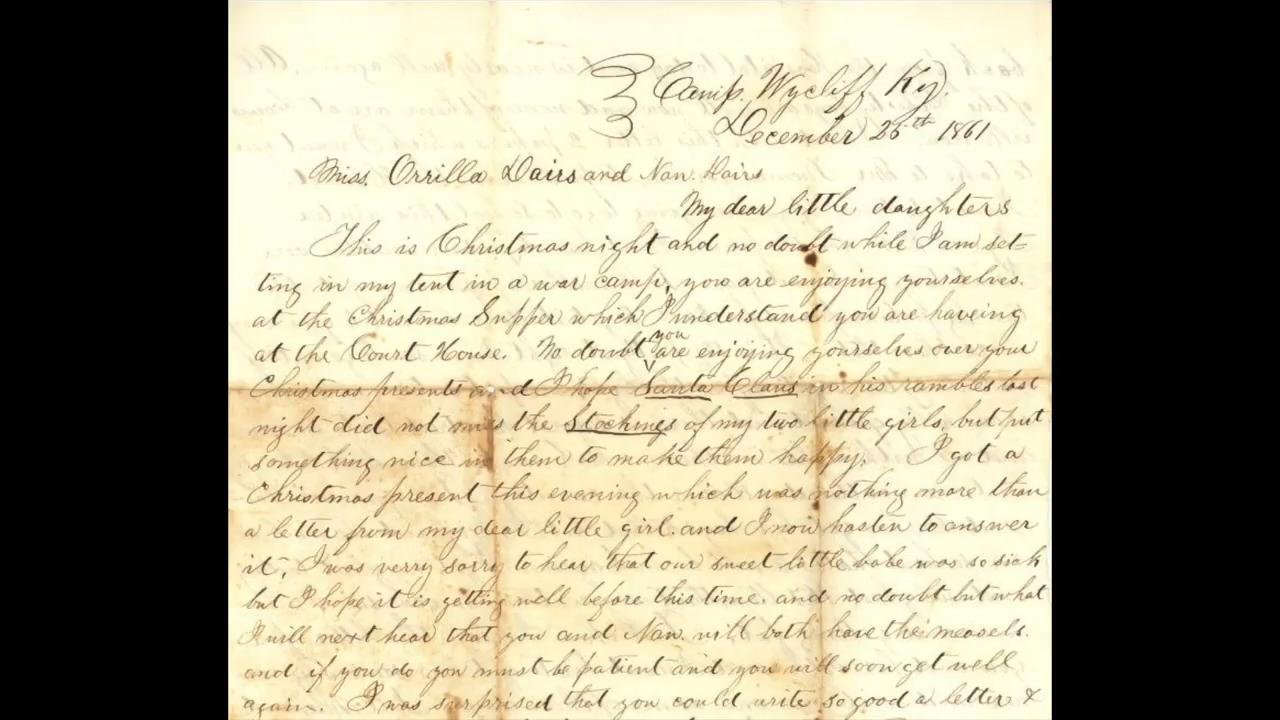 Camp. Wycliff Ky.
December 25th 1861
Miss. Orrilla Davis and Nan. Davis
My dear little daughters
This is Christmas night and no doubt while I am set=
ting in my tent in a war camp, you are enjoying yourselves.
at the Christmas Supper which I understand you are haveing
at the Court House. No doubt you are enjoying yourselves over your
Christmas presents and I hope Santa Claus in his rambles last
night did not miss the Stockings of my two little girls, but put
something nice in them to make them happy. I got a
Christmas present this evening which was nothing more than
a letter from my dear little girl. and I now hasten to answer
it, I was verry sorry to hear that our sweet little babe was so sick
but I hope it is getting well before this time. and no doubt but what
I will next hear that you and Nan. will both have the measels.
and if you do you must be patient and you will soon get well
again. I was surprised that you could write so good a letter &